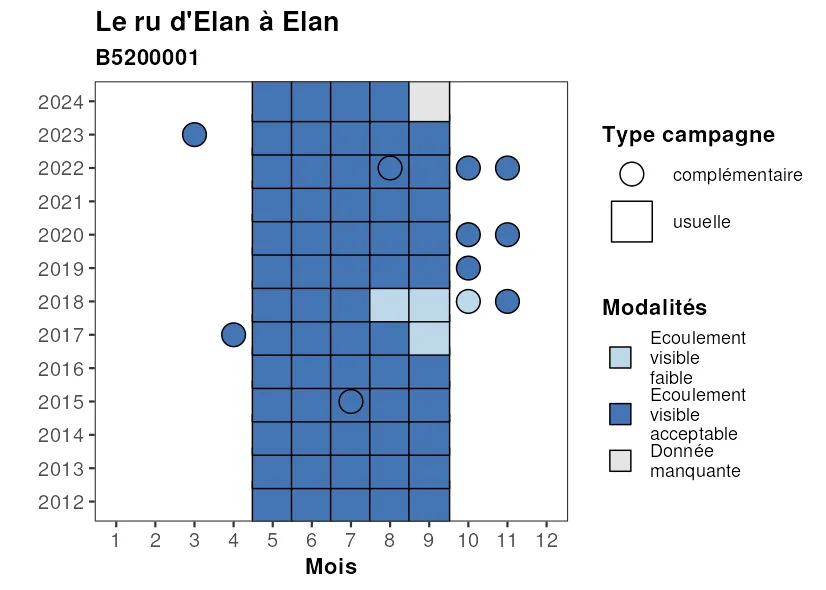 Le ru d'Elan à Elan
B5200001
2024
2023
2022
2021
2020
2019
2018
2017
2016
2015
2014
2013
2012
1 2 3 4 5 6 7 8 9 10 11 12
Mois
Type campagne
complémentaire
usuelle
Modalités
Ecoulement
visible
faible
Ecoulement
visible
acceptable
Donnée
manquante